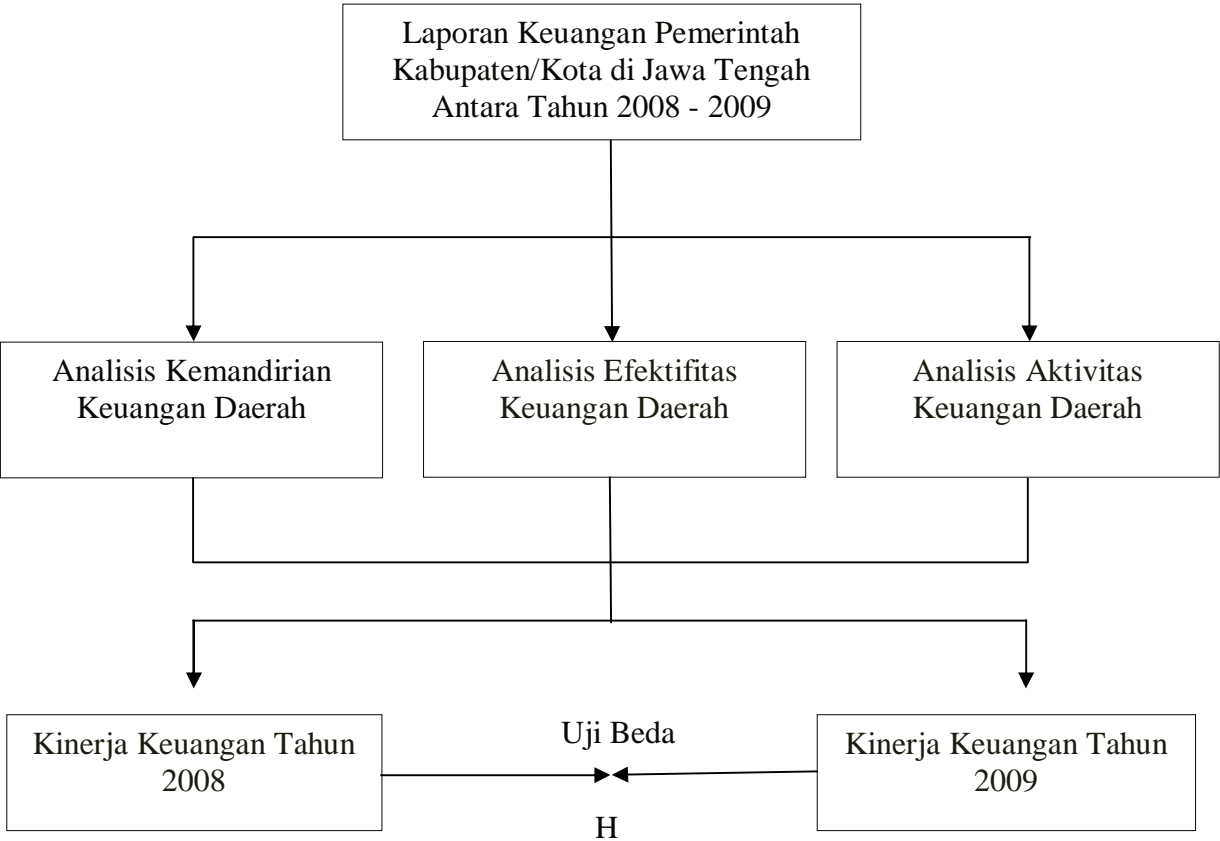 Laporan Keuangan Pemerintah
Kabupaten/Kota di Jawa Tengah
Antara Tahun 2008 - 2009
Analisis Kemandirian
Keuangan Daerah
Analisis Efektifitas
Keuangan Daerah
Analisis Aktivitas
Keuangan Daerah
Kinerja Keuangan Tahun
2008
Uji Beda
H
Kinerja Keuangan Tahun
2009